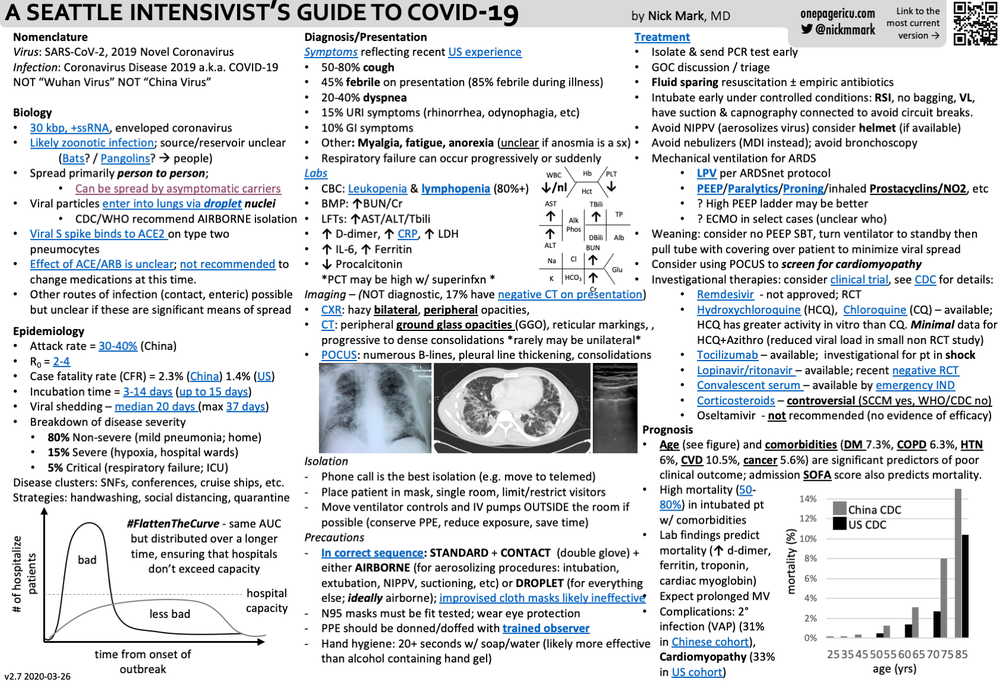 A SEATTLE INTENSIVIST'S GUIDE TO COVID-19
by Nick Mark, MD
onepagericu.com
@nickmmark
Link to the
most current
version →
Nomenclature
Virus: SARS-CoV-2, 2019 Novel Coronavirus
Infection: Coronavirus Disease 2019 a.k.a. COVID-19
NOT "Wuhan Virus" NOT "China Virus"
Biology
• 30 kbp, +ssRNA, enveloped coronavirus
• Likely zoonotic infection; source/reservoir unclear
(Bats? / Pangolins? → people)
• Spread primarily person to person;
• Can be spread by asymptomatic carriers
• Viral particles enter into lungs via droplet nuclei
• CDC/WHO recommend AIRBORNE isolation
• Viral S spike binds to ACE2 on type two
pneumocytes
• Effect of ACE/ARB is unclear; not recommended to
change medications at this time.
• Other routes of infection (contact, enteric) possible
but unclear if these are significant means of spread
Epidemiology
• Attack rate = 30-40% (China)
• R0 = 2-4
• Case fatality rate (CFR) = 2.3% (China) 1.4% (US)
• Incubation time = 3-14 days (up to 15 days)
• Viral shedding – median 20 days (max 37 days)
• Breakdown of disease severity
• 80% Non-severe (mild pneumonia; home)
• 15% Severe (hypoxia, hospital wards)
• 5% Critical (respiratory failure; ICU)
Disease clusters: SNFs, conferences, cruise ships, etc.
Strategies: handwashing, social distancing, quarantine
# of hospitalize
patients
bad
#FlattenTheCurve - same AUC
but distributed over a longer
time, ensuring that hospitals
don't exceed capacity
hospital
capacity
less bad
time from onset of
outbreak
v2.7 2020-03-26
Diagnosis/Presentation
Symptoms reflecting recent US experience
• 50-80% cough
• 45% febrile on presentation (85% febrile during illness)
• 20-40% dyspnea
• 15% URI symptoms (rhinorrhea, odynophagia, etc)
• 10% GI symptoms
• Other: Myalgia, fatigue, anorexia (unclear if anosmia is a sx)
• Respiratory failure can occur progressively or suddenly
Labs
• CBC: Leukopenia & lymphopenia (80%+)
• BMP: ↑BUN/Cr
• LFTs: ↑AST/ALT/Tbili
• ↑ D-dimer, ↑ CRP, ↑ LDH
• ↑ IL-6, ↑ Ferritin
• ↓ Procalcitonin
*PCT may be high w/ superinfxn *
WBC
Hb
PLT
↓/nl
Hct
↓
AST
TBili
↑
Alk
Phos
↑
TP
↑
DBili
Alb
ALT
BUN
Na
Cl
↑
Glu
K
HCO3
↑
Cr
Imaging – (NOT diagnostic, 17% have negative CT on presentation)
• CXR: hazy bilateral, peripheral opacities,
• CT: peripheral ground glass opacities (GGO), reticular markings, ,
progressive to dense consolidations *rarely may be unilateral*
• POCUS: numerous B-lines, pleural line thickening, consolidations
Isolation
- Phone call is the best isolation (e.g. move to telemed)
- Place patient in mask, single room, limit/restrict visitors
- Move ventilator controls and IV pumps OUTSIDE the room if
possible (conserve PPE, reduce exposure, save time)
Precautions
- In correct sequence: STANDARD + CONTACT (double glove) +
either AIRBORNE (for aerosolizing procedures: intubation,
extubation, NIPPV, suctioning, etc) or DROPLET (for everything
else; ideally airborne); improvised cloth masks likely ineffective
- N95 masks must be fit tested; wear eye protection
- PPE should be donned/doffed with trained observer
- Hand hygiene: 20+ seconds w/ soap/water (likely more effective
than alcohol containing hand gel)
Treatment
• Isolate & send PCR test early
• GOC discussion / triage
• Fluid sparing resuscitation ± empiric antibiotics
• Intubate early under controlled conditions: RSI, no bagging, VL,
have suction & capnography connected to avoid circuit breaks.
• Avoid NIPPV (aerosolizes virus) consider helmet (if available)
• Avoid nebulizers (MDI instead); avoid bronchoscopy
• Mechanical ventilation for ARDS
• LPV per ARDSnet protocol
• PEEP/Paralytics/Proning/inhaled Prostacyclins/NO2, etc
• ? High PEEP ladder may be better
• ? ECMO in select cases (unclear who)
• Weaning: consider no PEEP SBT, turn ventilator to standby then
pull tube with covering over patient to minimize viral spread
• Consider using POCUS to screen for cardiomyopathy
• Investigational therapies: consider clinical trial, see CDC for details:
• Remdesivir - not approved; RCT
• Hydroxychloroquine (HCQ), Chloroquine (CQ) – available;
HCQ has greater activity in vitro than CQ. Minimal data for
HCQ+Azithro (reduced viral load in small non RCT study)
• Tocilizumab – available; investigational for pt in shock
• Lopinavir/ritonavir – available; recent negative RCT
• Convalescent serum – available by emergency IND
• Corticosteroids – controversial (SCCM yes, WHO/CDC no)
• Oseltamivir - not recommended (no evidence of efficacy)
Prognosis
• Age (see figure) and comorbidities (DM 7.3%, COPD 6.3%, HTN
6%, CVD 10.5%, cancer 5.6%) are significant predictors of poor
clinical outcome; admission SOFA score also predicts mortality.
• High mortality (50-
80%) in intubated pt
w/ comorbidities
• Lab findings predict
mortality (↑ d-dimer,
ferritin, troponin,
cardiac myoglobin)
• Expect prolonged MV
• Complications: 2°
infection (VAP) (31%
in Chinese cohort),
Cardiomyopathy (33%
in US cohort)
China CDC
US CDC
mortality (%)
14%
12%
10%
8%
6%
4%
2%
0%
25 35 45 50 55 60 65 70 75 85
age (yrs)